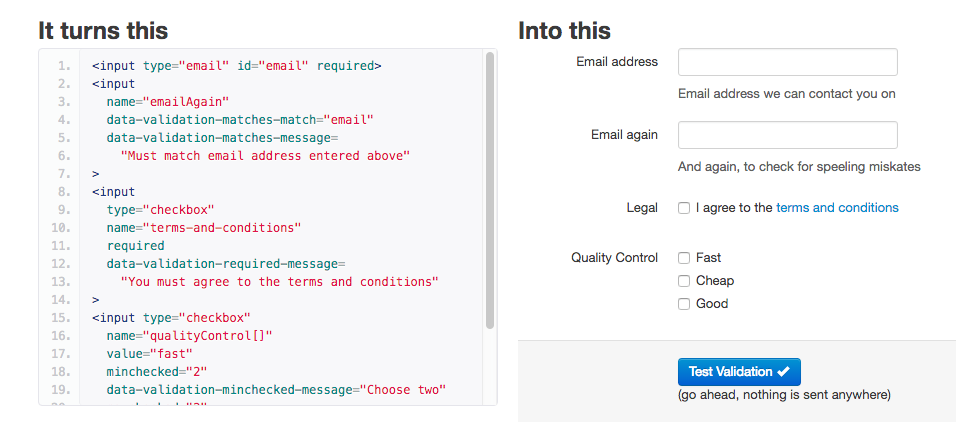 It turns this
1. <input type="email" id="email" required>
2. <input
3. name="emailAgain"
4. data-validation-matches-match="email"
5. data-validation-matches-message=
6. "Must match email address entered above"
7. >
8. <input
9. type="checkbox"
10. name="terms-and-conditions"
11. required
12. data-validation-required-message=
13. "You must agree to the terms and conditions"
14. >
15. <input type="checkbox"
16. name="qualityControl[]"
17. value="fast"
18. minchecked="2"
19. data-validation-minchecked-message="Choose two"
Into this
Email address
Email address we can contact you on
Email again
And again, to check for speeling miskates
Legal
I agree to the terms and conditions
Quality Control
Fast
Cheap
Good
Test Validation
(go ahead, nothing is sent anywhere)